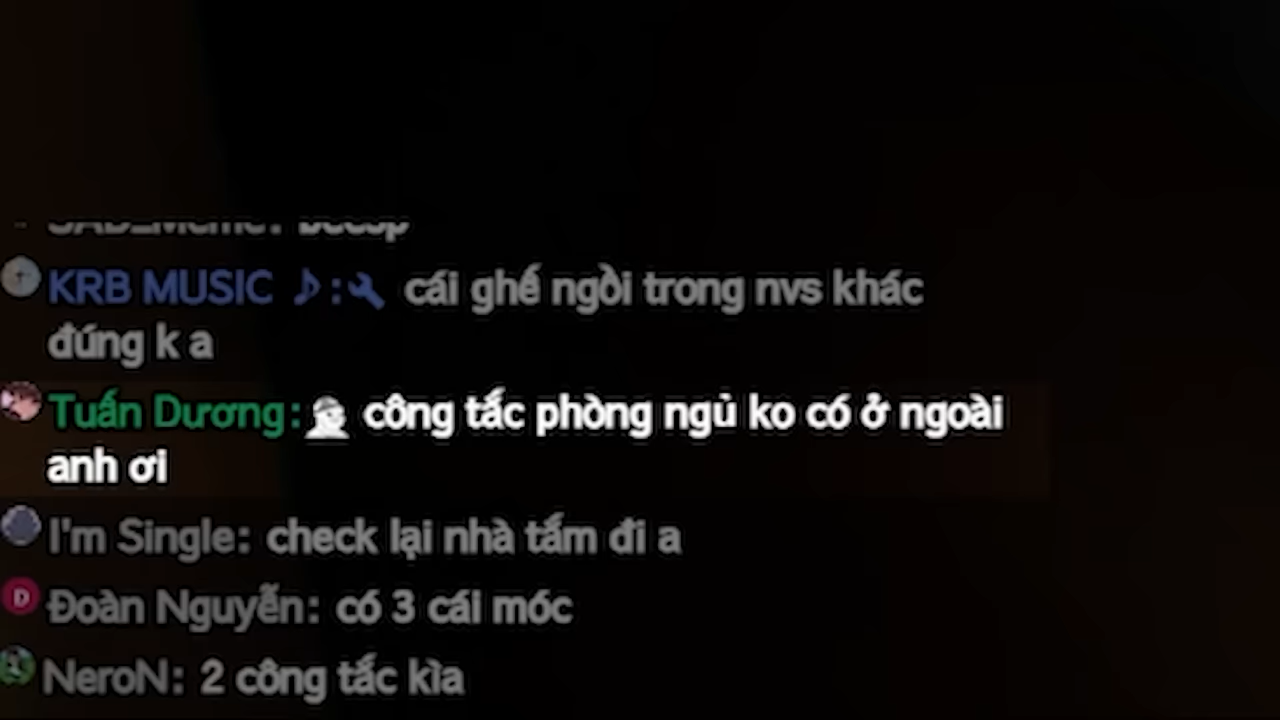 KRB MUSIC ♪: cái ghế ngồi trong nvs khác
đúng k a
Tuấn Dương: công tắc phòng ngủ ko có ở ngoài
anh ơi
I'm Single: check lại nhà tắm đi a
D
Đoàn Nguyễn: có 3 cái móc
NeroN: 2 công tắc kìa